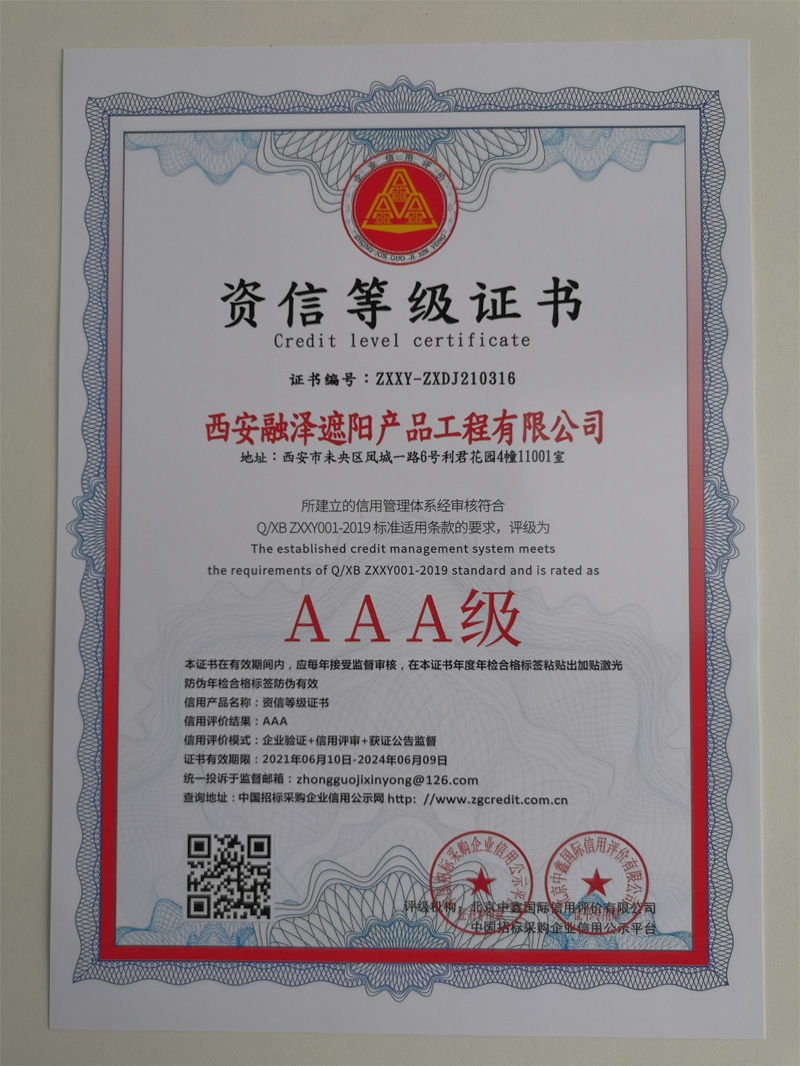 企业信用评价
资信等级证书
Credit level certificate
证书编号：ZXXY-ZXDJ210316
西安融泽遮阳产品工程有限公司
地址：西安市未央区凤城一路6号利君花园4幢11001室
所建立的信用管理体系经审核符合
Q/XB ZXXY001-2019 标准适用条款的要求，评级为
The established credit management system meets
the requirements of Q/XB ZXXY001-2019 standard and is rated as
AAA级
本证书在有效期间内，应每年接受监督审核，在本证书年度年检合格标签粘贴出加贴激光
防伪年检合格标签防伪有效
信用产品名称：资信等级证书
信用评价结果：AAA
信用评价模式：企业验证+信用评审+获证公告监督
证书有效期限：2021年06月10日-2024年06月09日
统一投诉于监督邮箱：zhongguojixinyong@126.com
查询地址：中国招标采购企业信用公示网 http：//www.zgcredit.com.cn
评级机构：北京中鑫国际信用评价有限公司
中国招标采购企业信用公示平台